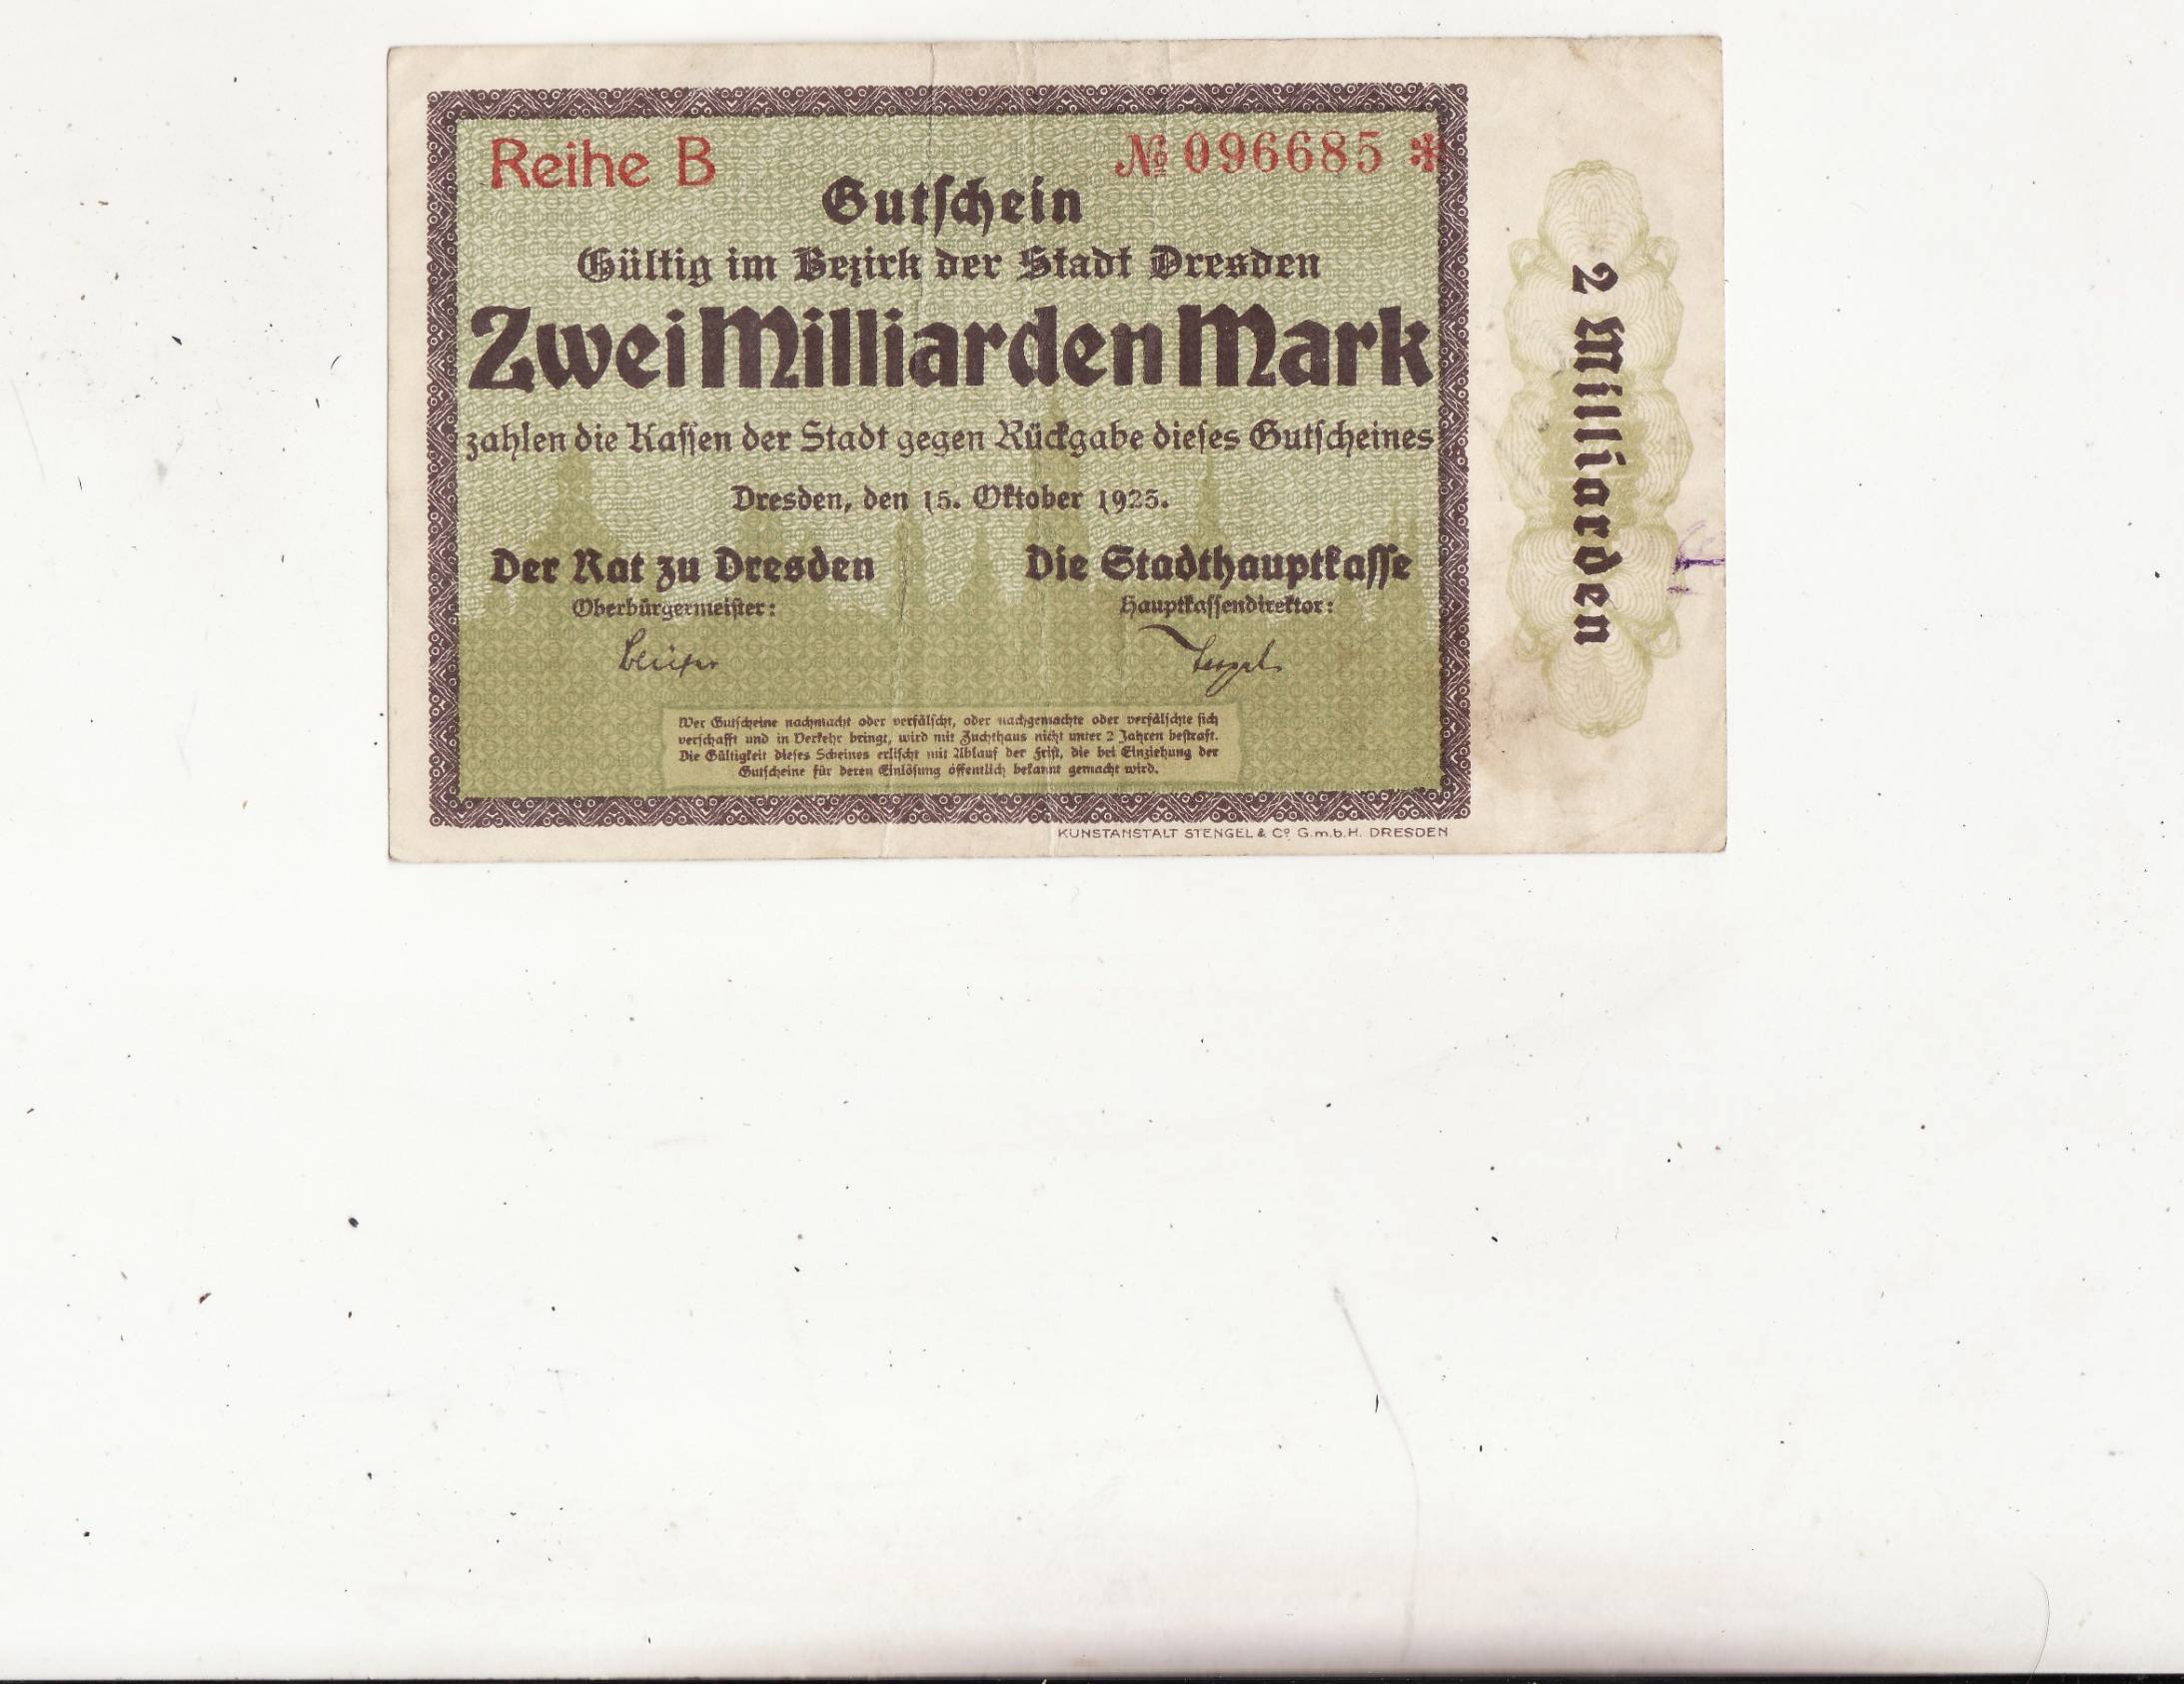 Reihe B
№ 096685 *
Gutschein
Gültig im Bezirk der Stadt Dresden
Zwei Milliarden Mark
zahlen die Kassen der Stadt gegen Rückgabe dieses Gutscheines
Dresden, den 15. Oktober 1923.
Der Rat zu Dresden
Oberbürgermeister:
Die Stadthauptkasse
Hauptkassendirektor:
Wer Gutscheine nachmacht oder verfälscht, oder nachgemachte oder verfälschte sich
verschafft und in Verkehr bringt, wird mit Zuchthaus nicht unter 2 Jahren bestraft.
Die Gültigkeit dieses Scheines erlischt mit Ablauf der Frist, die bei Einziehung der
Gutscheine für deren Einlösung öffentlich bekannt gemacht wird.
KUNSTANSTALT STENGEL & Cº G.m.b.H. DRESDEN
2 Milliarden